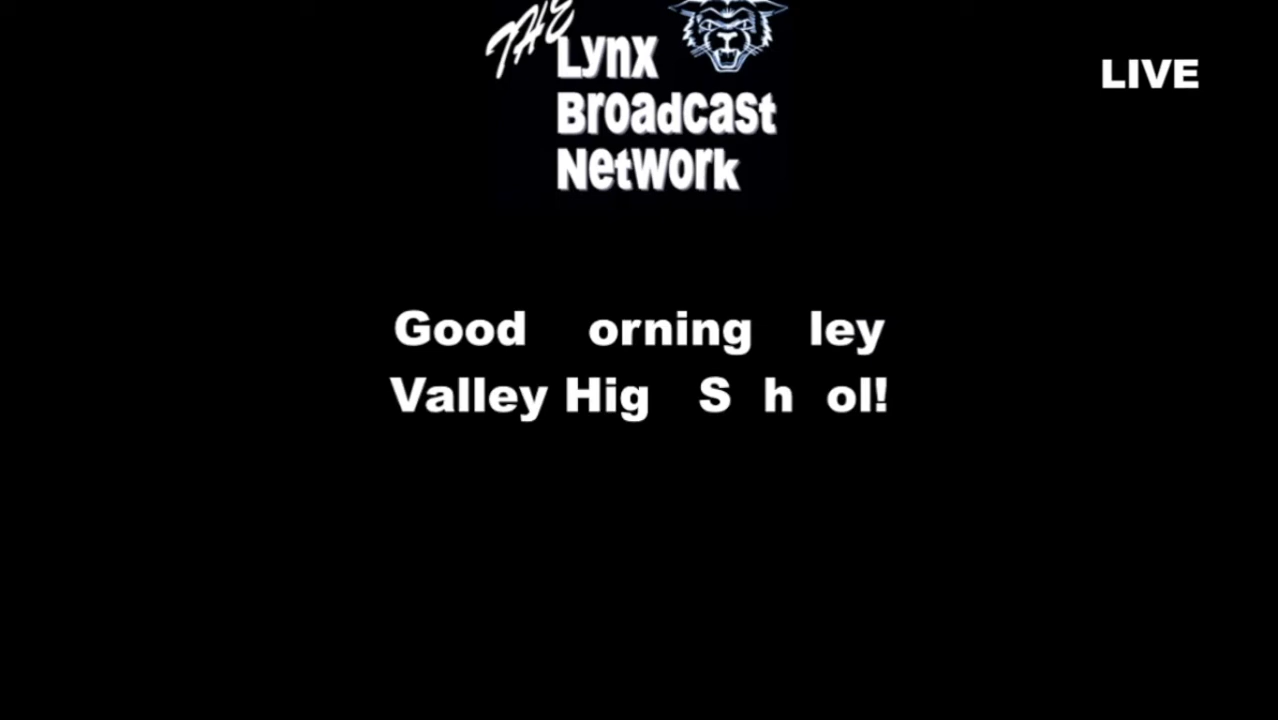 THE
Lynx
Broadcast
Network
LIVE
Good orning ley
Valley Hig S h ol!